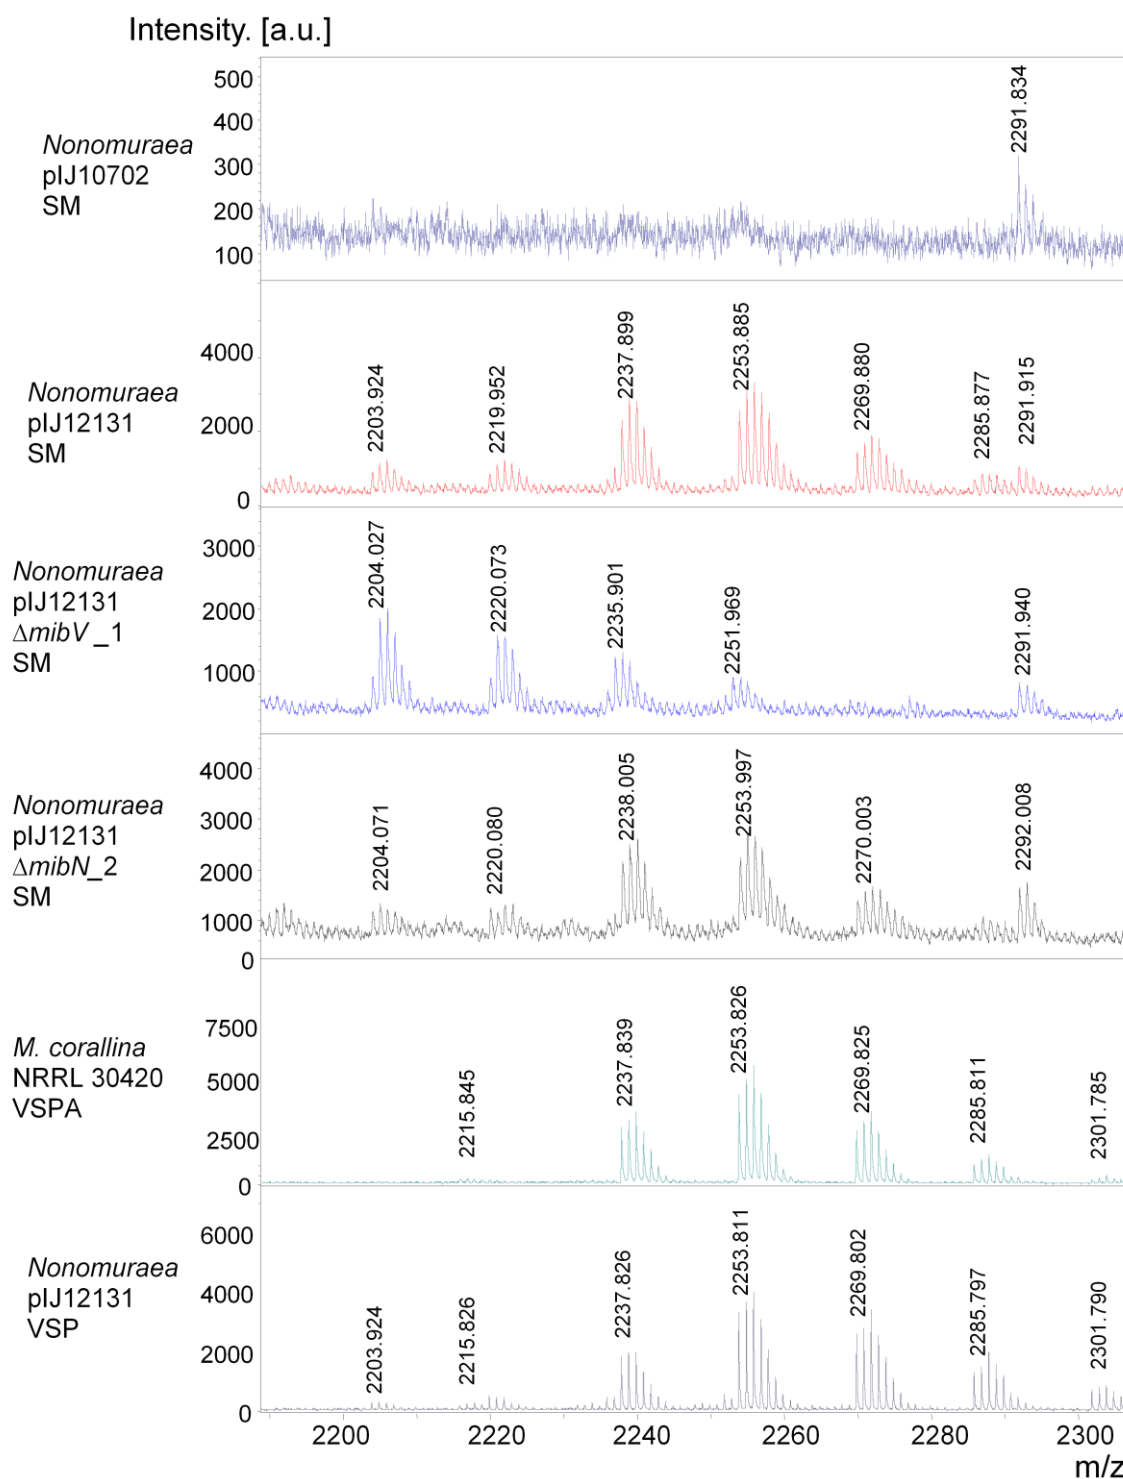 Intensity. [a.u.]
Nonomuraea
pIJ10702
SM
500
400
300
200
100
2291.834
Nonomuraea
pIJ12131
SM
4000
2000
0
2203.924
2219.952
2237.899
2253.885
2269.880
2285.877
2291.915
Nonomuraea
pIJ12131
ΔmibV_1
SM
3000
2000
1000
2204.027
2220.073
2235.901
2251.969
2291.940
Nonomuraea
pIJ12131
ΔmibN_2
SM
4000
3000
2000
1000
0
2204.071
2220.080
2238.005
2253.997
2270.003
2292.008
M. corallina
NRRL 30420
VSPA
7500
5000
2500
0
2215.845
2237.839
2253.826
2269.825
2285.811
2301.785
Nonomuraea
pIJ12131
VSP
6000
4000
2000
0
2203.924
2215.826
2237.826
2253.811
2269.802
2285.797
2301.790
2200 2220 2240 2260 2280 2300
m/z